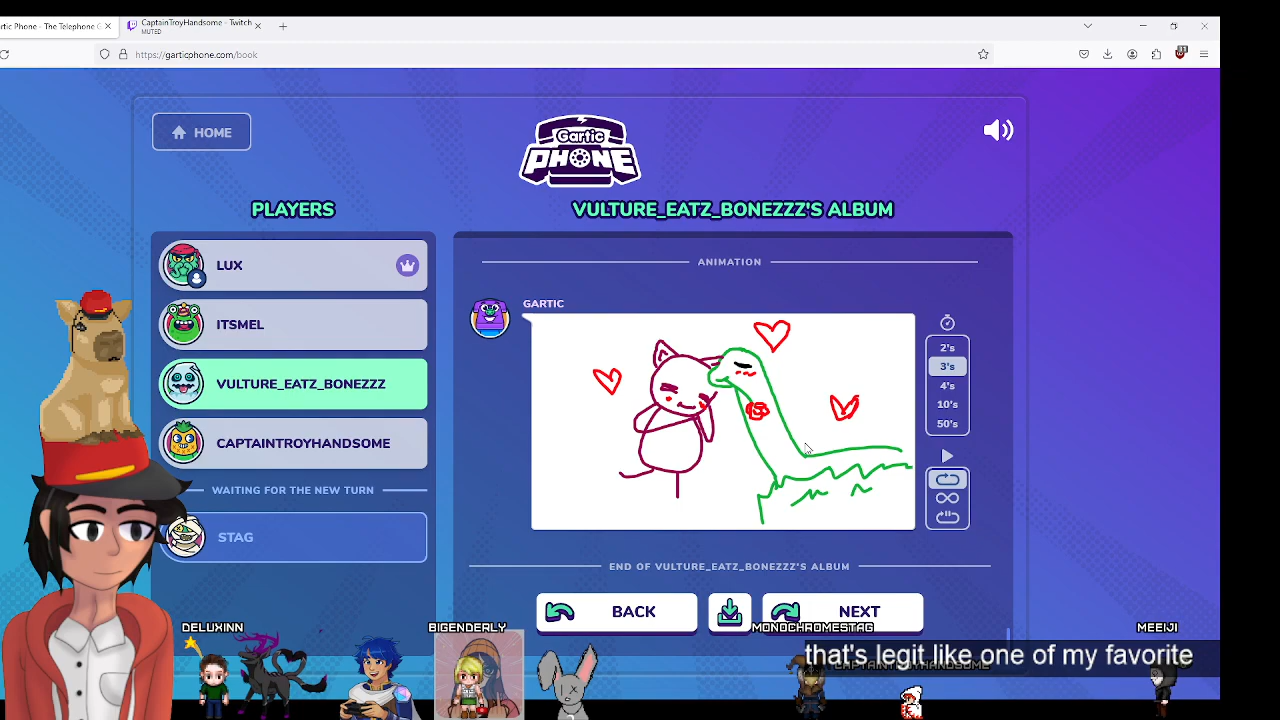 rtic Phone - The Telephone G
CaptainTroyHandsome - Twitch
MUTED
https://garticphone.com/book
11
HOME
Gartic
PHONE
PLAYERS
VULTURE_EATZ_BONEZZZ'S ALBUM
LUX
ITSMEL
VULTURE_EATZ_BONEZZZ
CAPTAINTROYHANDSOME
WAITING FOR THE NEW TURN
STAG
ANIMATION
GARTIC
2's
3's
4's
10's
50's
END OF VULTURE_EATZ_BONEZZZ'S ALBUM
BACK
NEXT
DELUXINN
BIGENDERLY
MONOCHROMESTAG
MEEIJI
CAPTAINTROYHANDSOME
that's legit like one of my favorite